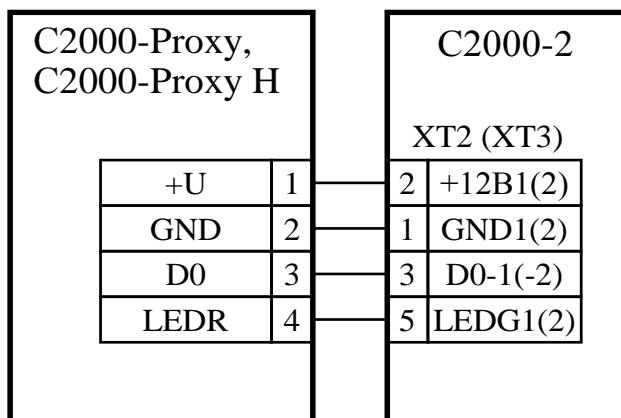 C2000-Proxy,
C2000-Proxy H
C2000-2
XT2 (XT3)
+U 1 2 +12B1(2)
GND 2 1 GND1(2)
D0 3 3 D0-1(-2)
LEDR 4 5 LEDG1(2)